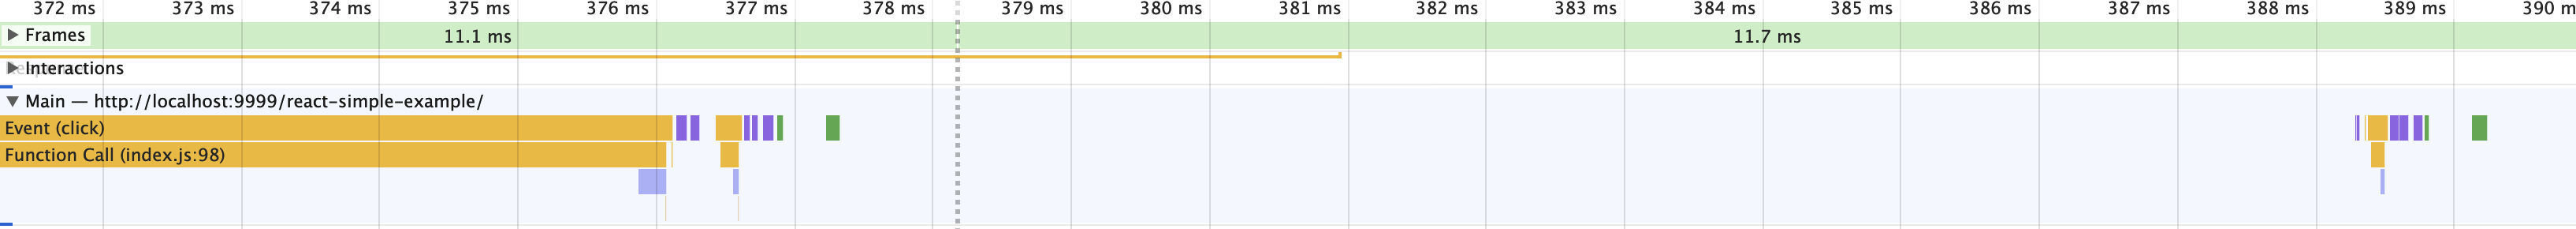 372 ms 373 ms 374 ms 375 ms 376 ms 377 ms 378 ms 379 ms 380 ms 381 ms 382 ms 383 ms 384 ms 385 ms 386 ms 387 ms 388 ms 389 ms 390 m
Frames 11.1 ms 11.7 ms
Interactions
Main — http://localhost:9999/react-simple-example/
Event (click)
Function Call (index.js:98)